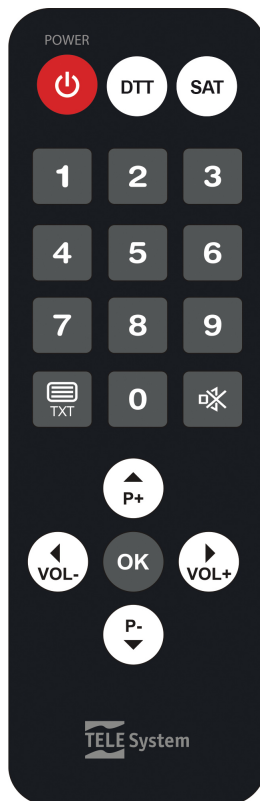 POWER
DTT SAT
1 2 3
4 5 6
7 8 9
TXT 0
P+
VOL- OK VOL+
P-
TELE System